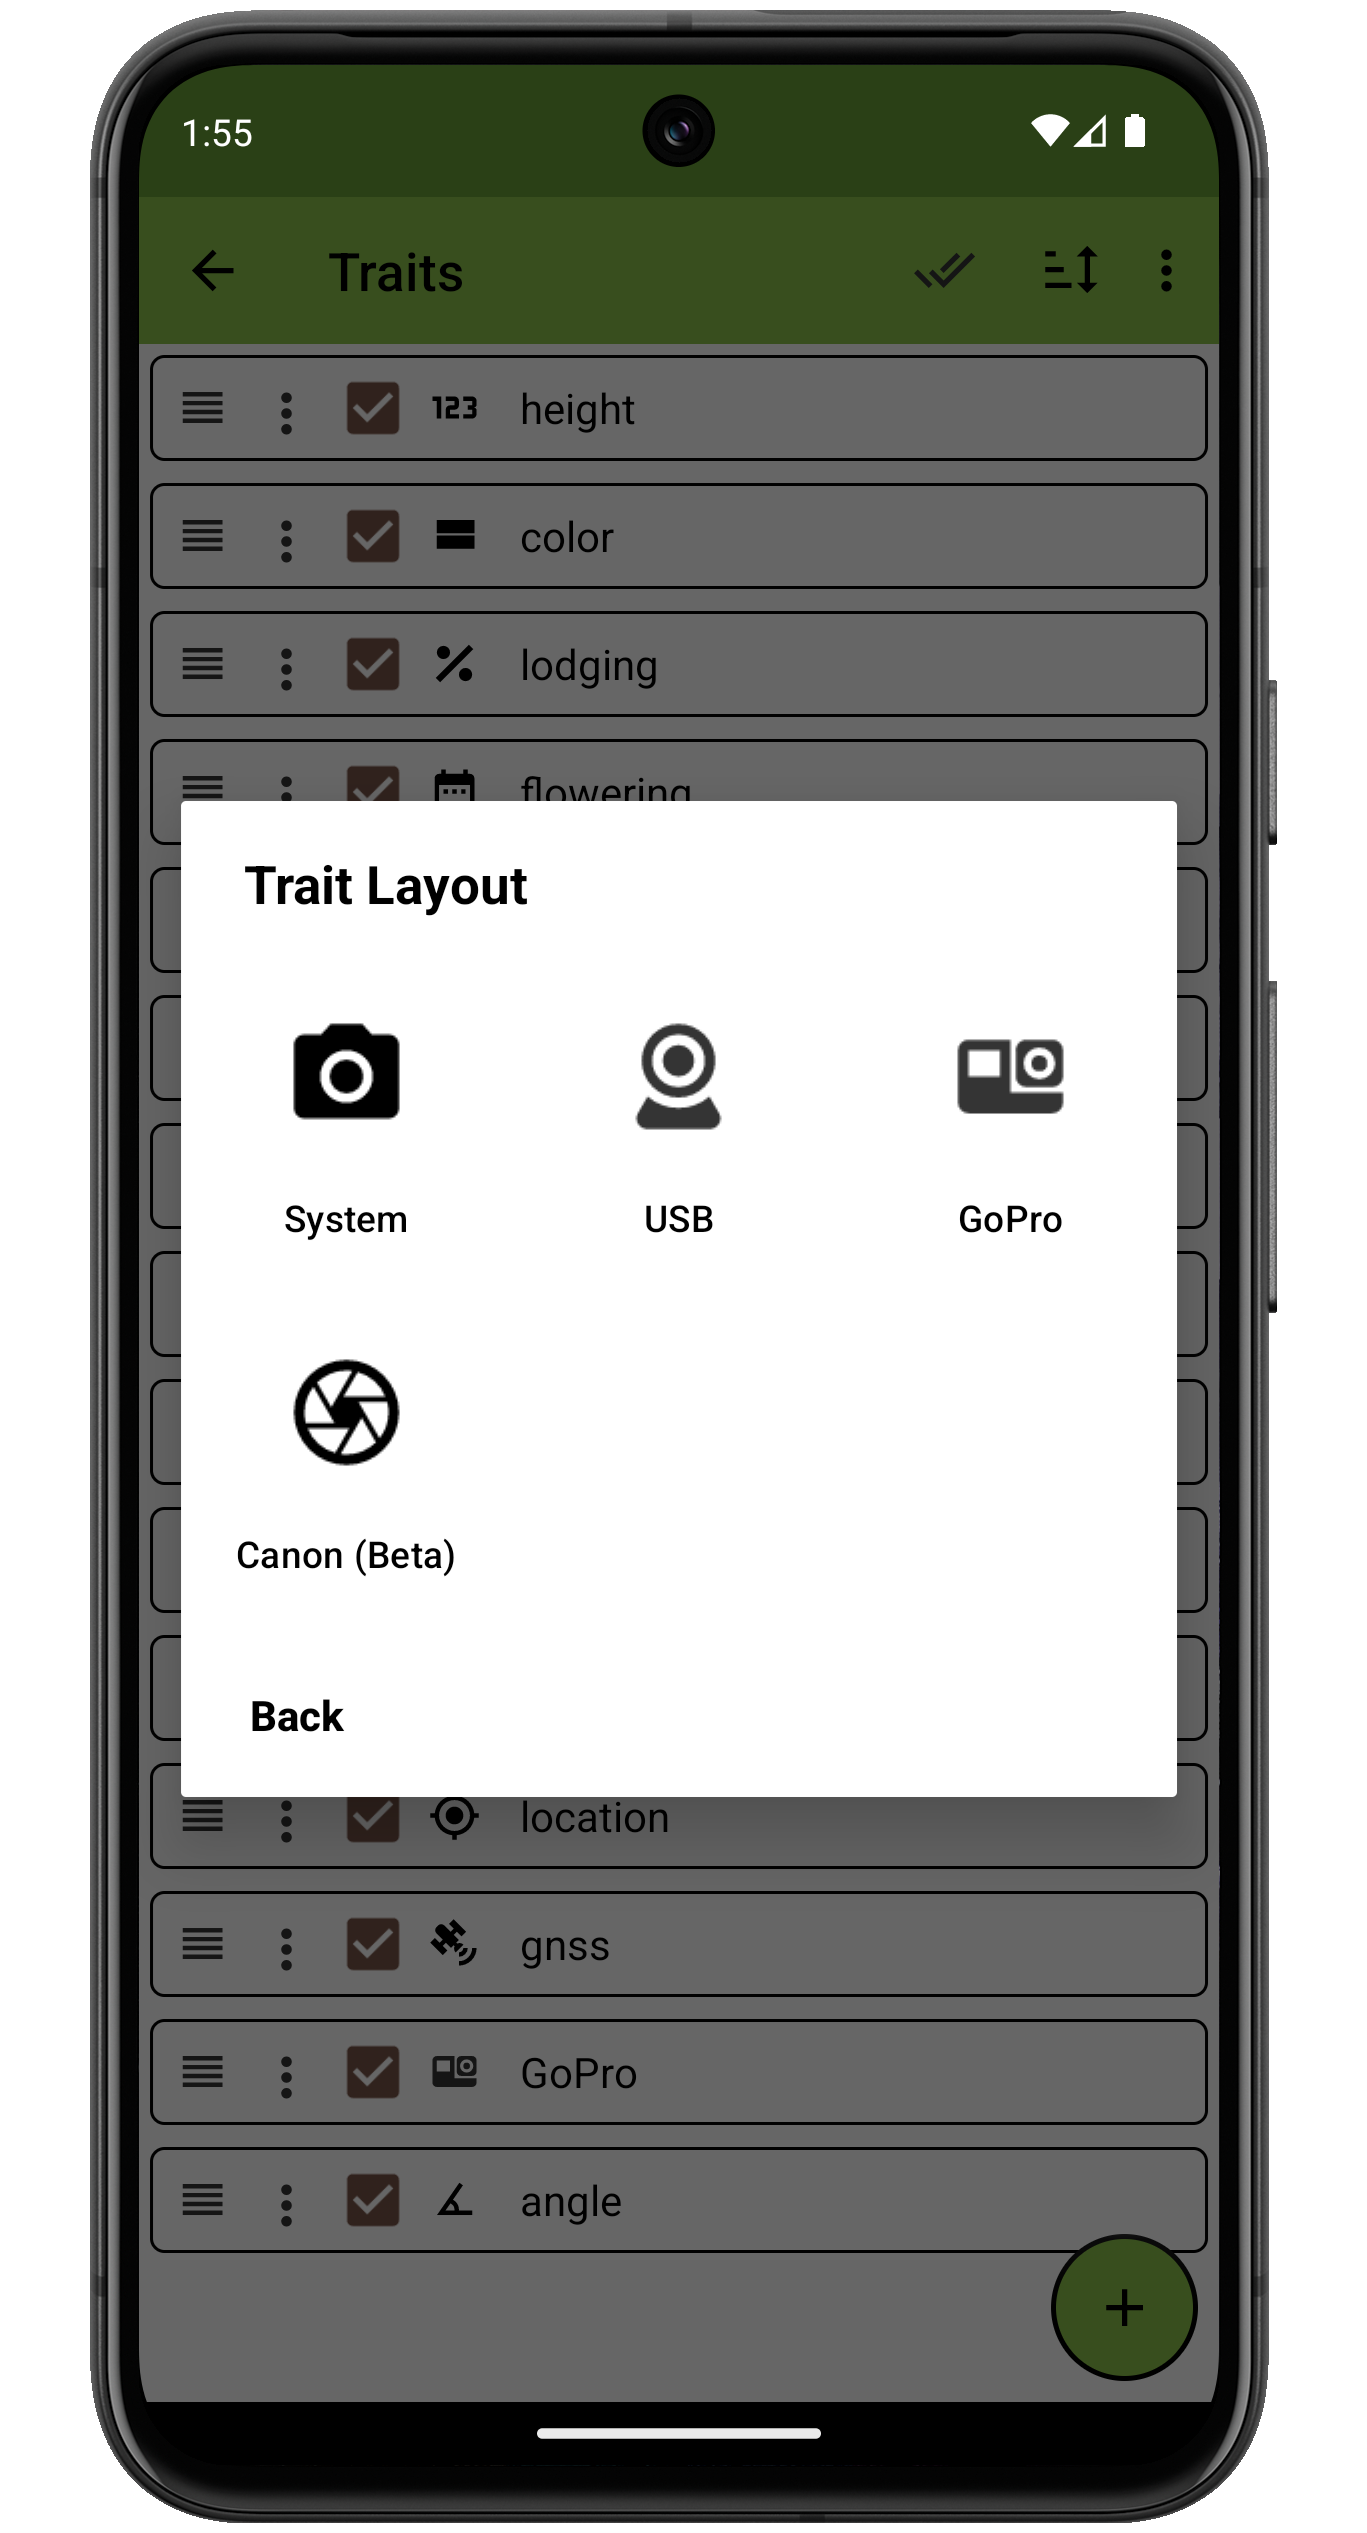 1:55
Traits
123 height
color
lodging
flowering
Trait Layout
System USB GoPro
Canon (Beta)
Back
location
gnss
GoPro
angle